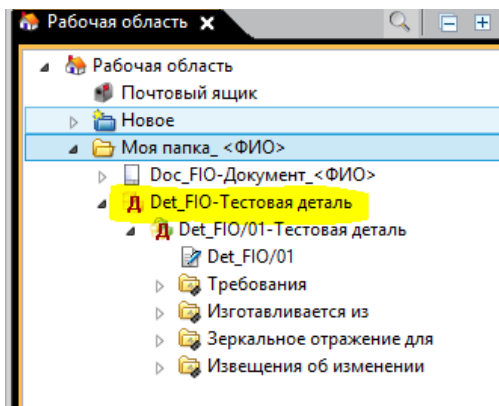 Рабочая область
Рабочая область
Почтовый ящик
Новое
Моя папка_ <ФИО>
Doc_FIO-Документ_<ФИО>
Д Det_FIO-Тестовая деталь
Д Det_FIO/01-Тестовая деталь
Det_FIO/01
Требования
Изготавливается из
Зеркальное отражение для
Извещения об изменении